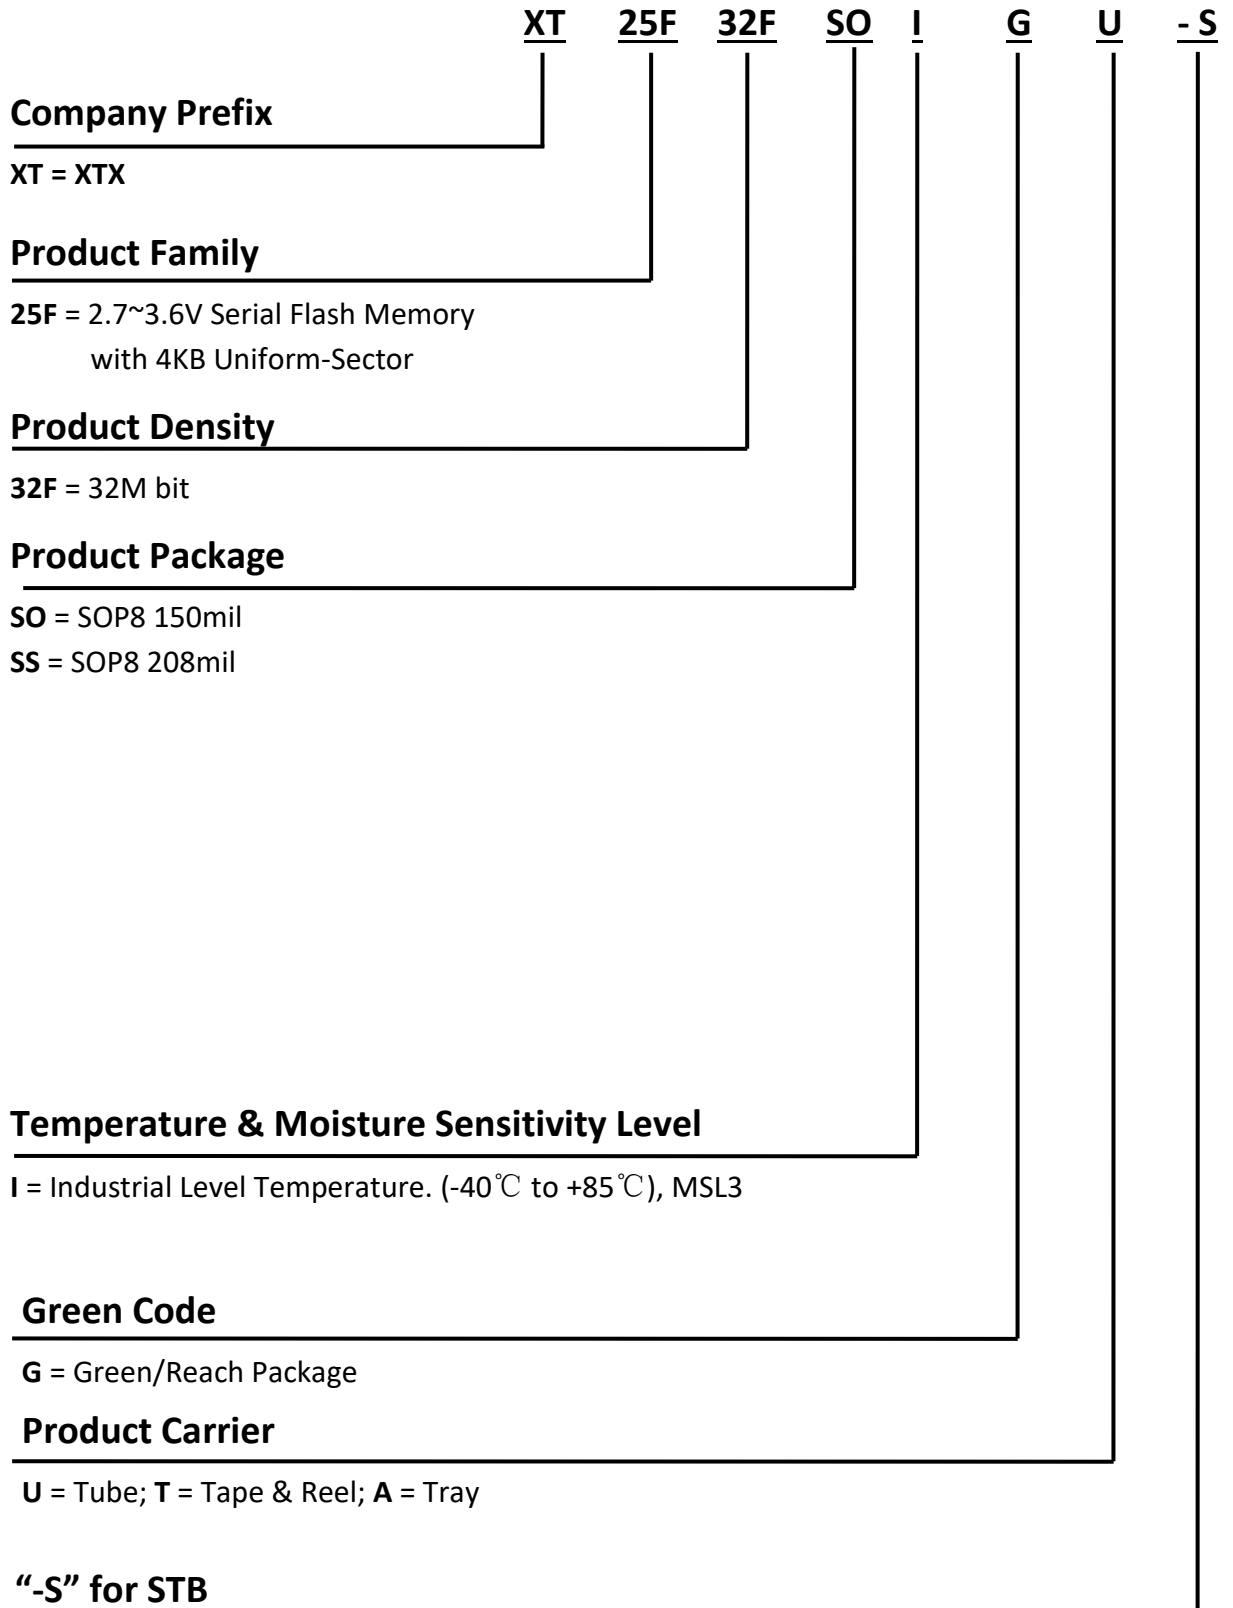 XT 25F 32F SO I G U - S
Company Prefix
XT = XTX
Product Family
25F = 2.7~3.6V Serial Flash Memory
with 4KB Uniform-Sector
Product Density
32F = 32M bit
Product Package
SO = SOP8 150mil
SS = SOP8 208mil
Temperature & Moisture Sensitivity Level
I = Industrial Level Temperature. (-40℃ to +85℃), MSL3
Green Code
G = Green/Reach Package
Product Carrier
U = Tube; T = Tape & Reel; A = Tray
“-S” for STB